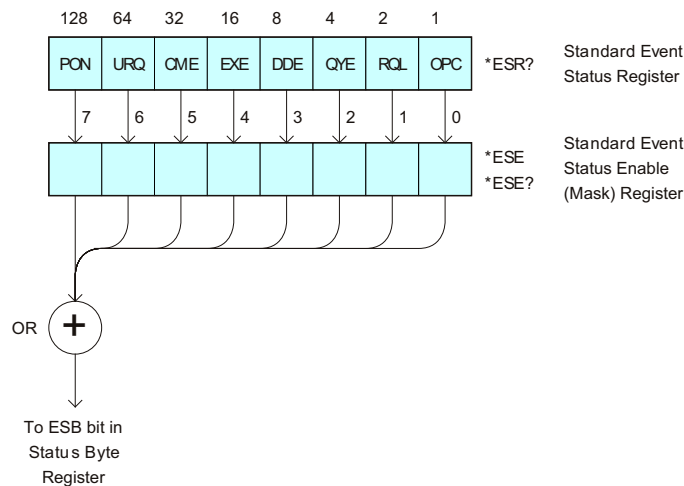 128 64 32 16 8 4 2 1
PON URQ CME EXE DDE QYE RQL OPC
*ESR?
Standard Event
Status Register
7 6 5 4 3 2 1 0
*ESE
*ESE?
Standard Event
Status Enable
(Mask) Register
OR +
To ESB bit in
Status Byte
Register